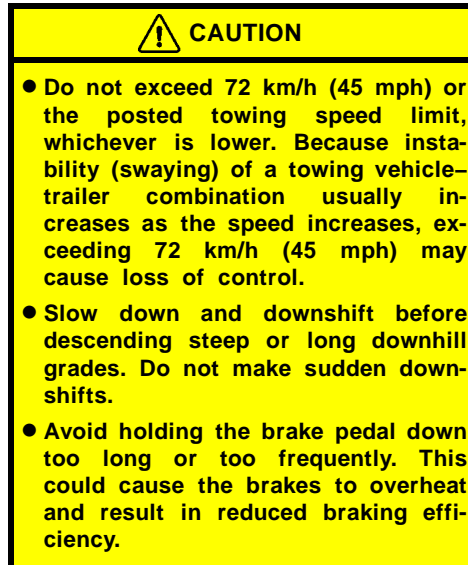 CAUTION
● Do not exceed 72 km/h (45 mph) or
the posted towing speed limit,
whichever is lower. Because insta-
bility (swaying) of a towing vehicle–
trailer combination usually in-
creases as the speed increases, ex-
ceeding 72 km/h (45 mph) may
cause loss of control.
● Slow down and downshift before
descending steep or long downhill
grades. Do not make sudden down-
shifts.
● Avoid holding the brake pedal down
too long or too frequently. This
could cause the brakes to overheat
and result in reduced braking effi-
ciency.